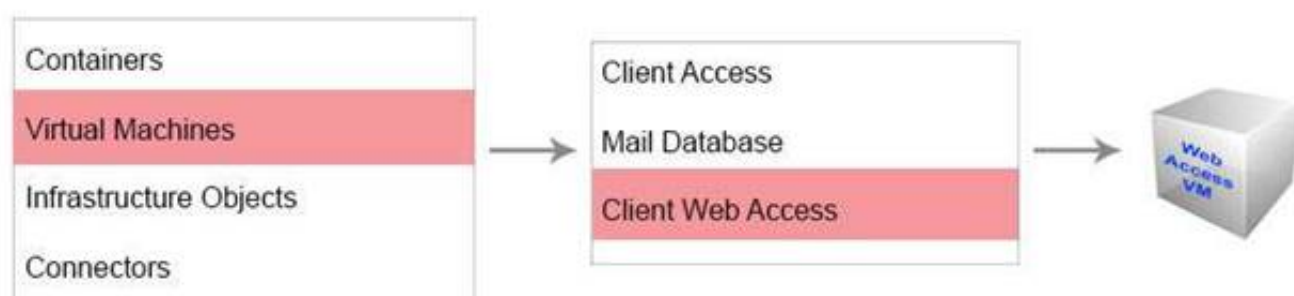 Containers
Virtual Machines
Infrastructure Objects
Connectors
Client Access
Mail Database
Client Web Access
Web
Access
VM